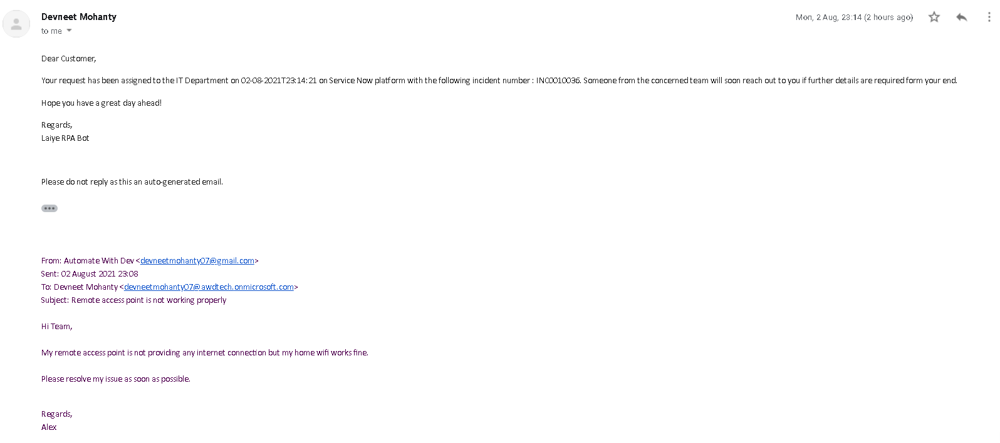 Devneet Mohanty
Mon, 2 Aug, 23:14 (2 hours ago)
to me
Dear Customer,
Your request has been assigned to the IT Department on 02-08-2021T23:14:21 on Service Now platform with the following incident number : INC0010036. Someone from the concerned team will soon reach out to you if further details are required form your end.
Hope you have a great day ahead!
Regards,
Laiye RPA Bot
Please do not reply as this an auto-generated email.
From: Automate With Dev <devneetmohanty07@gmail.com>
Sent: 02 August 2021 23:08
To: Devneet Mohanty <devneetmohanty07@awdtech.onmicrosoft.com>
Subject: Remote access point is not working properly
Hi Team,
My remote access point is not providing any internet connection but my home wifi works fine.
Please resolve my issue as soon as possible.
Regards,
Alex